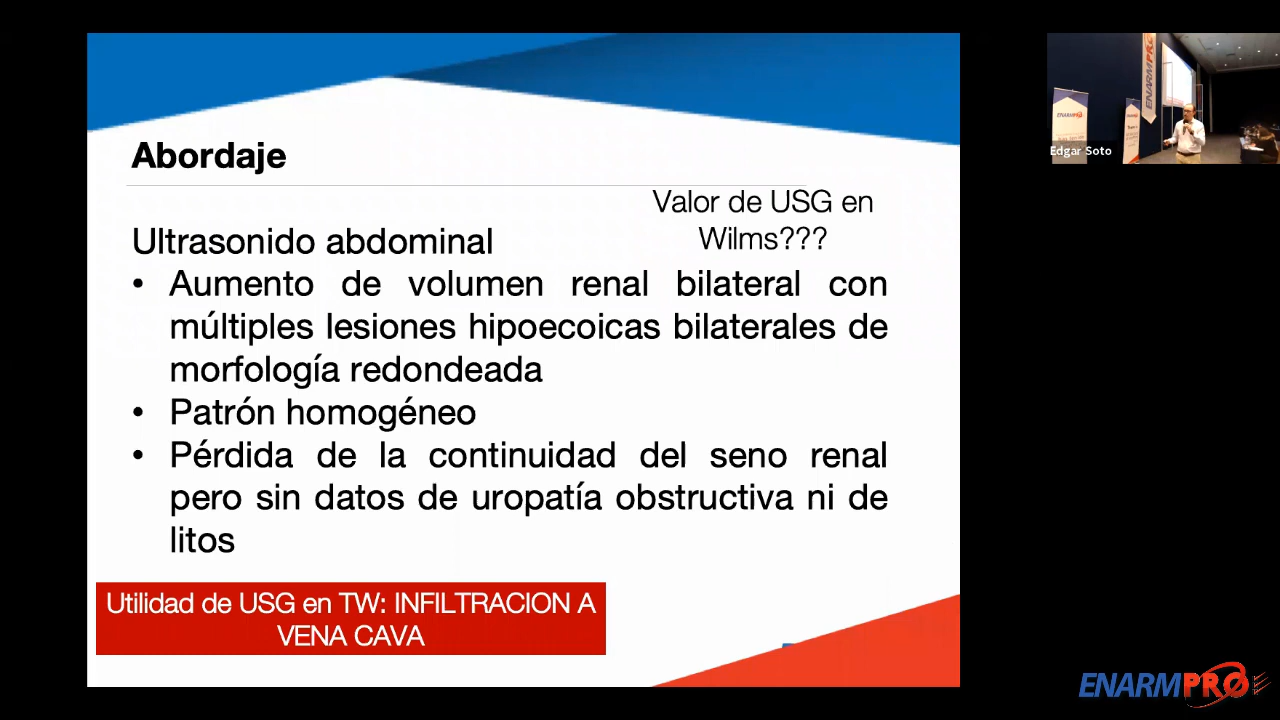 Abordaje
Valor de USG en
Wilms???
Ultrasonido abdominal
• Aumento de volumen renal bilateral con
múltiples lesiones hipoecoicas bilaterales de
morfología redondeada
• Patrón homogéneo
• Pérdida de la continuidad del seno renal
pero sin datos de uropatía obstructiva ni de
litos
Utilidad de USG en TW: INFILTRACION A
VENA CAVA
ENARMPRO
ENARMPRO
Edgar Soto
ENARMPRO